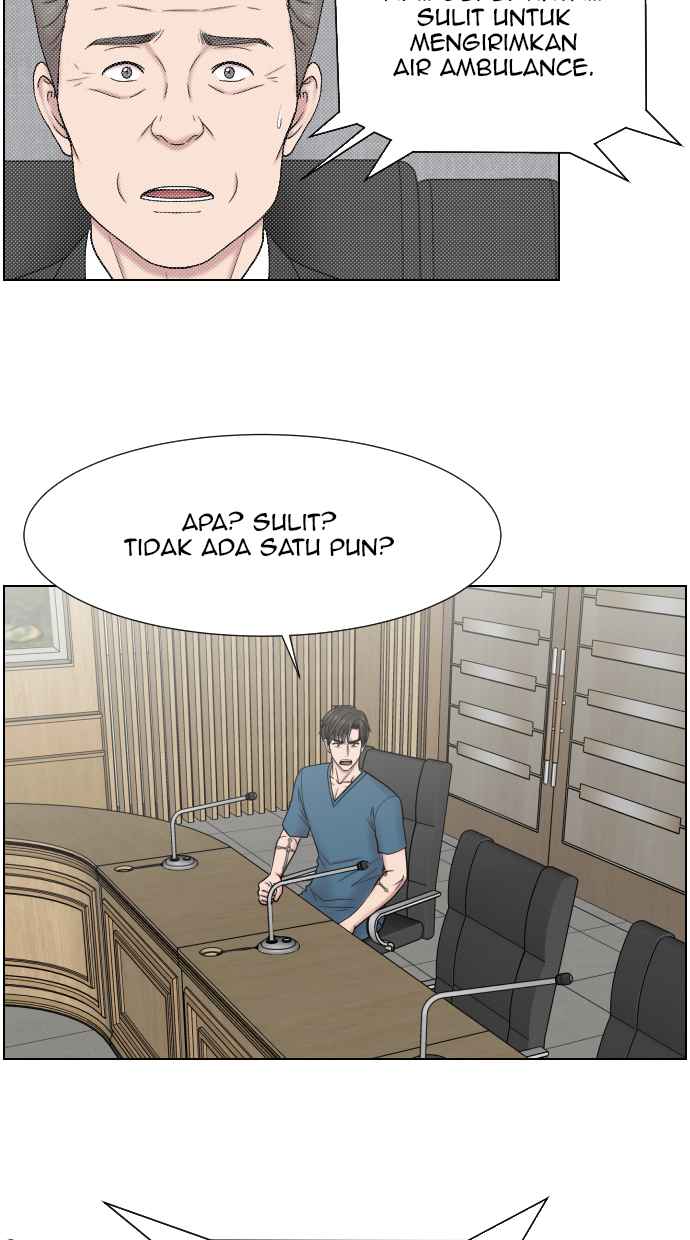 SULIT UNTUK
MENGIRIMKAN
AIR AMBULANCE.
APA? SULIT?
TIDAK ADA SATU PUN?